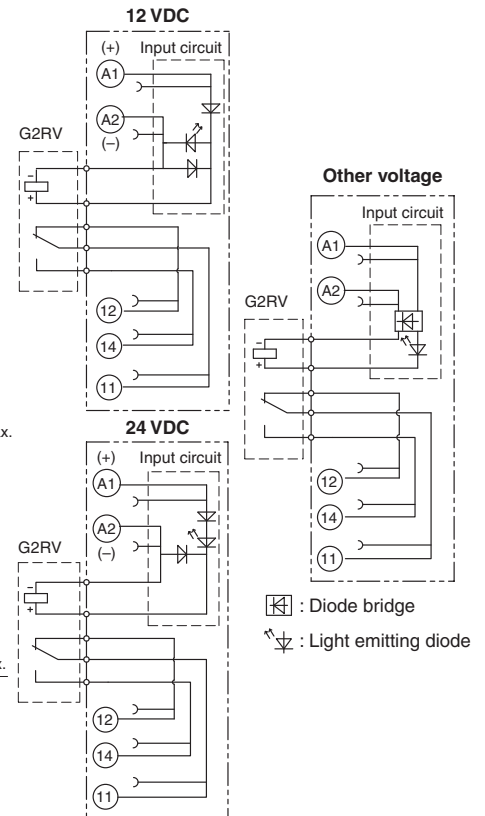 12 VDC
(+) Input circuit
A1
A2
(–)
G2RV
–
+
12
14
11
Other voltage
Input circuit
A1
A2
G2RV
–
+
12
14
11
x.
24 VDC
(+) Input circuit
A1
A2
(–)
G2RV
–
+
x.
12
14
11
: Diode bridge
: Light emitting diode